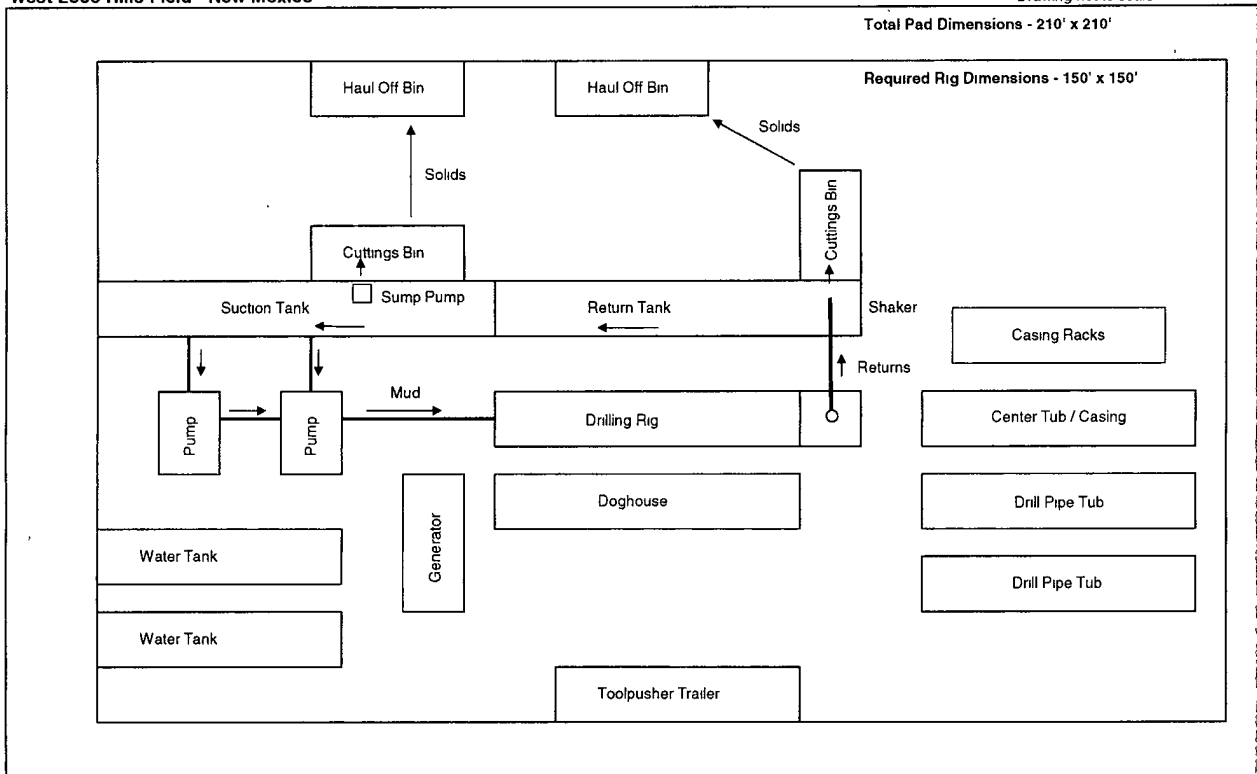 Total Pad Dimensions - 210' x 210'
Required Rig Dimensions - 150' x 150'
Haul Off Bin
Haul Off Bin
Solids
Solids
Cuttings Bin
Cuttings Bin
Suction Tank
Sump Pump
Return Tank
Shaker
Casing Racks
Returns
Pump
Pump
Mud
Drilling Rig
Center Tub / Casing
Generator
Doghouse
Drill Pipe Tub
Water Tank
Drill Pipe Tub
Water Tank
Toolpusher Trailer